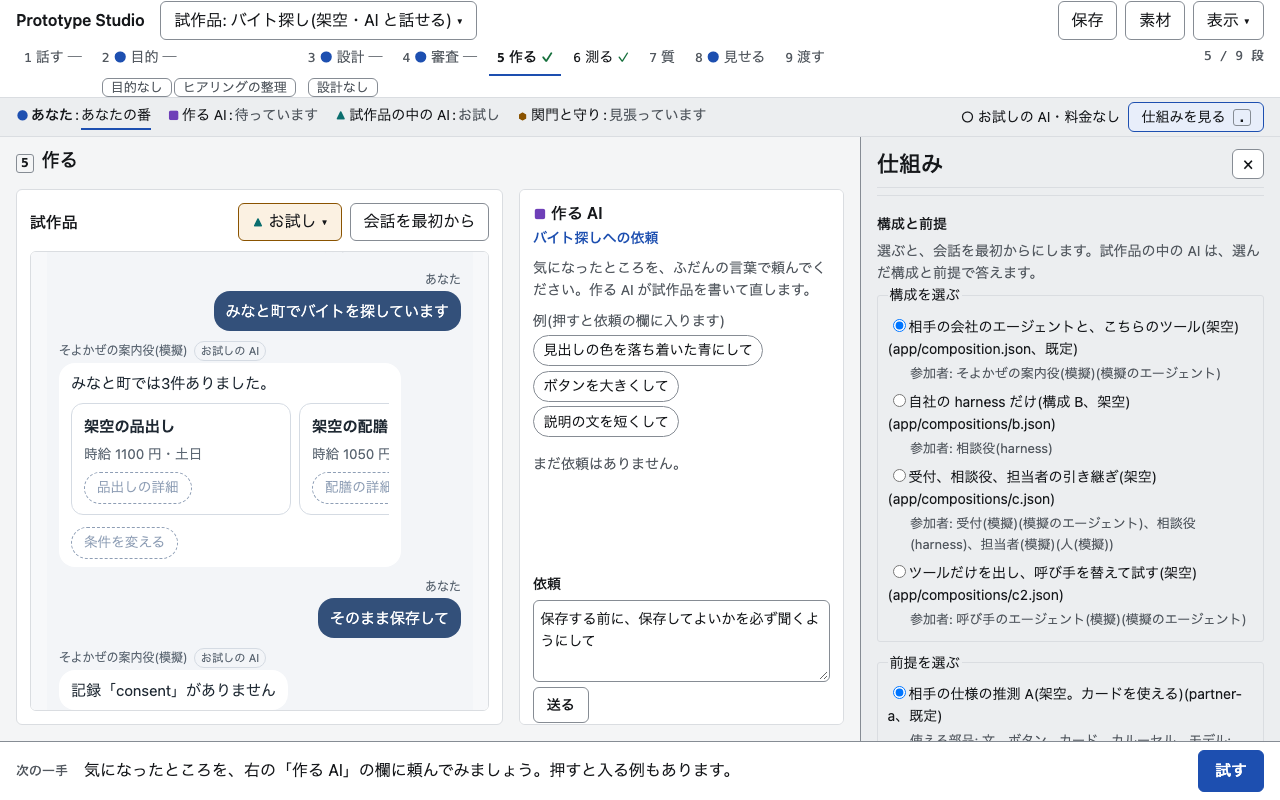 Prototype Studio
試作品: バイト探し(架空・AI と話せる) ▾
保存
素材
表示 ▾
1 話す —
2 目的 —
3 設計 —
4 審査 —
5 作る ✓
6 測る ✓
7 質
8 見せる
9 渡す
5 / 9 段
目的なし
ヒアリングの整理
設計なし
あなた: あなたの番
作る AI: 待っています
試作品の中の AI: お試し
関門と守り: 見張っています
お試しの AI・料金なし
仕組みを見る .
5 作る
試作品
お試し ▾
会話を最初から
あなた
みなと町でバイトを探しています
そよかぜの案内役(模擬) お試しの AI
みなと町では3件ありました。
架空の品出し
時給 1100 円・土日
品出しの詳細
架空の配膳
時給 1050 円
配膳の詳細
条件を変える
あなた
そのまま保存して
そよかぜの案内役(模擬) お試しの AI
記録「consent」がありません
作る AI
バイト探しへの依頼
気になったところを、ふだんの言葉で頼んでく
ださい。作る AI が試作品を書いて直します。
例(押すと依頼の欄に入ります)
見出しの色を落ち着いた青にして
ボタンを大きくして
説明の文を短くして
まだ依頼はありません。
依頼
保存する前に、保存してよいかを必ず聞くよ
うにして
送る
仕組み
×
構成と前提
選ぶと、会話を最初からにします。試作品の中の AI は、選ん
だ構成と前提で答えます。
構成を選ぶ
相手の会社のエージェントと、こちらのツール(架空)
(app/composition.json、既定)
参加者: そよかぜの案内役(模擬)(模擬のエージェント)
自社の harness だけ(構成 B、架空)
(app/compositions/b.json)
参加者: 相談役(harness)
受付、相談役、担当者の引き継ぎ(架空)
(app/compositions/c.json)
参加者: 受付(模擬)(模擬のエージェント)、相談役
(harness)、担当者(模擬)(人(模擬))
ツールだけを出し、呼び手を替えて試す(架空)
(app/compositions/c2.json)
参加者: 呼び手のエージェント(模擬)(模擬のエージェント)
前提を選ぶ
相手の仕様の推測 A(架空。カードを使える)(partner-
a、既定)
使える部品: 文、ボタン、カード、カルーセル。モデル:
次の一手
気になったところを、右の「作る AI」の欄に頼んでみましょう。押すと入る例もあります。
試す